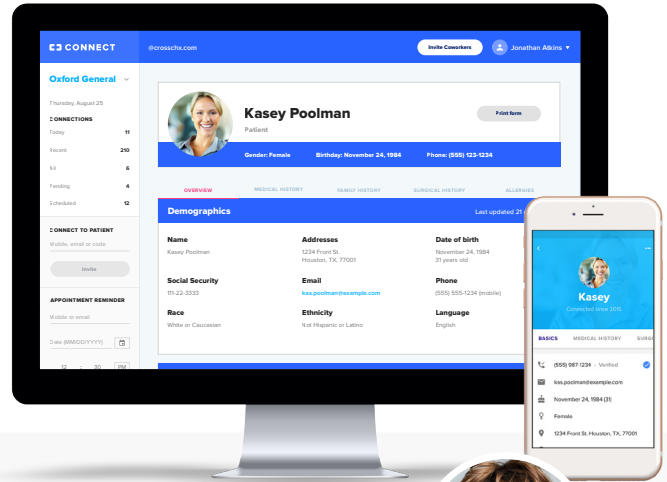 CONNECT
@crosschx.com
Invite Coworkers
Jonathan Atkins
Oxford General
Thursday, August 25
CONNECTIONS
Today 11
Recent 210
All 6
Pending 4
Scheduled 12
CONNECT TO PATIENT
Mobile, email or code
Invite
APPOINTMENT REMINDER
Mobile or email
Date (MM/DD/YYYY)
12 : 30 PM
Kasey Poolman
Patient
Print form
Gender: Female Birthday: November 24, 1984 Phone: (555) 123-1234
OVERVIEW MEDICAL HISTORY FAMILY HISTORY SURGICAL HISTORY ALLERGIES
Demographics Last updated 21
Name Addresses Date of birth
Kasey Poolman 1234 Front St. November 24, 1984
Houston, TX, 77001 31 years old
Social Security Email Phone
111-22-3333 kas.poolman@example.com (555) 555-1234 (mobile)
Race Ethnicity Language
White or Caucasian Not Hispanic or Latino English
Kasey
Connected since 2015
BASICS MEDICAL HISTORY SURG
(555) 987-1234 - Verified
kas.poolman@exemple.com
November 24, 1984 (31)
Female
1234 Front St. Houston, TX, 77001